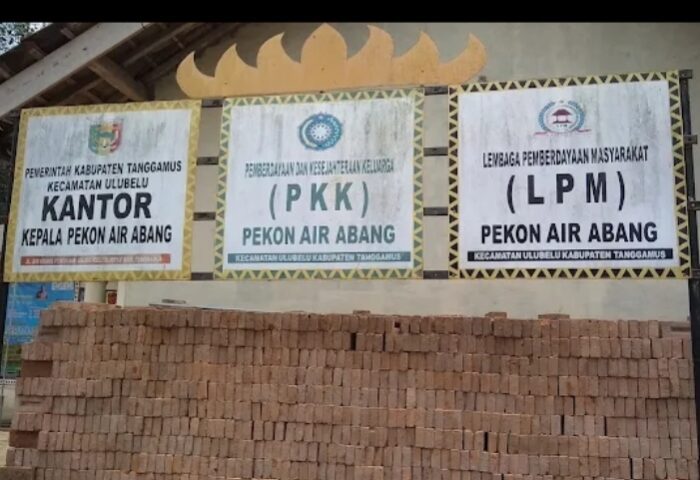 PEMERINTAH KABUPATEN TANGGAMUS
KECAMATAN ULUBELU
KANTOR
KEPALA PEKON AIR ABANG
PEMBERDAYAAN DAN KESEJAHTERAAN KELUARGA
( PKK )
PEKON AIR ABANG
KECAMATAN ULUBELU KABUPATEN TANGGAMUS
LEMBAGA PEMBERDAYAAN MASYARAKAT
( LPM )
PEKON AIR ABANG
KECAMATAN ULUBELU KABUPATEN TANGGAMUS